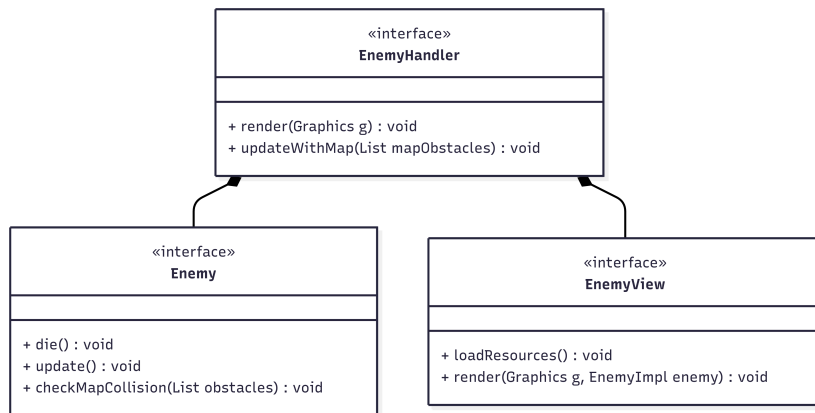 «interface»
EnemyHandler
+ render(Graphics g) : void
+ updateWithMap(List mapObstacles) : void
«interface»
Enemy
+ die() : void
+ update() : void
+ checkMapCollision(List obstacles) : void
«interface»
EnemyView
+ loadResources() : void
+ render(Graphics g, EnemyImpl enemy) : void